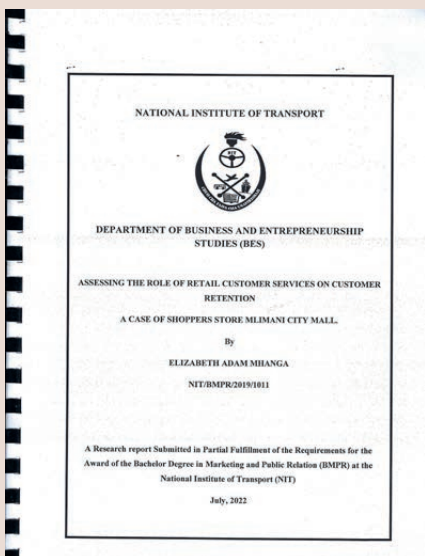 NATIONAL INSTITUTE OF TRANSPORT
NIT
DEPARTMENT OF BUSINESS AND ENTREPRENEURSHIP
STUDIES (BES)
ASSESSING THE ROLE OF RETAIL CUSTOMER SERVICES ON CUSTOMER
RETENTION
A CASE OF SHOPPERS STORE MLIMANI CITY MALL.
By
ELIZABETH ADAM MHANGA
NIT/BMPR/2019/1011
A Research report Submitted in Partial Fulfillment of the Requirements for the
Award of the Bachelor Degree in Marketing and Public Relation (BMPR) at the
National Institute of Transport (NIT)
July, 2022